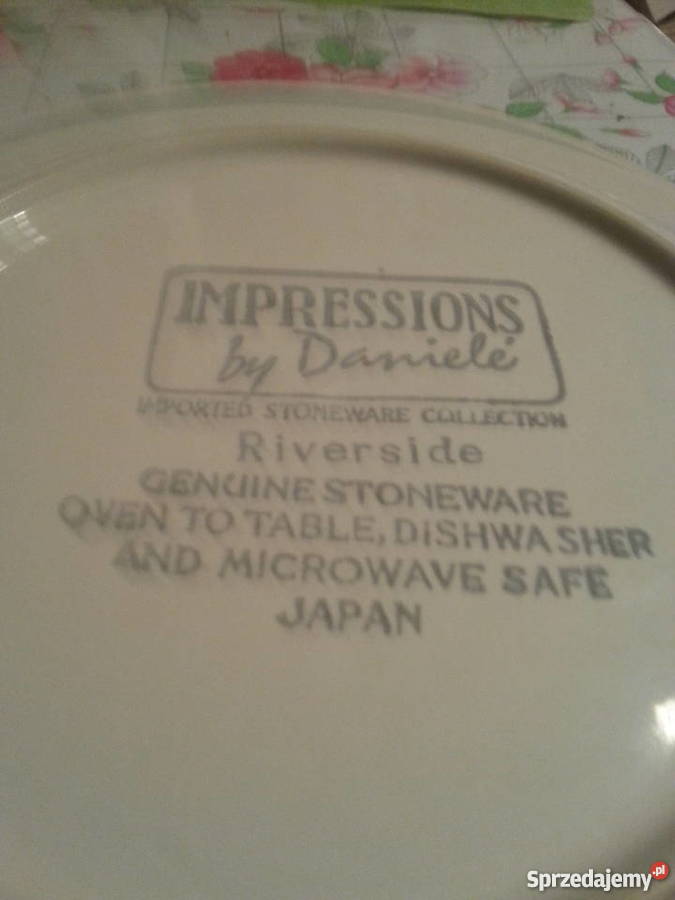 IMPRESSIONS
by Danielé
IMPORTED STONEWARE COLLECTION
Riverside
GENUINE STONEWARE
OVEN TO TABLE, DISHWASHER
AND MICROWAVE SAFE
JAPAN
Sprzedajemy.pl